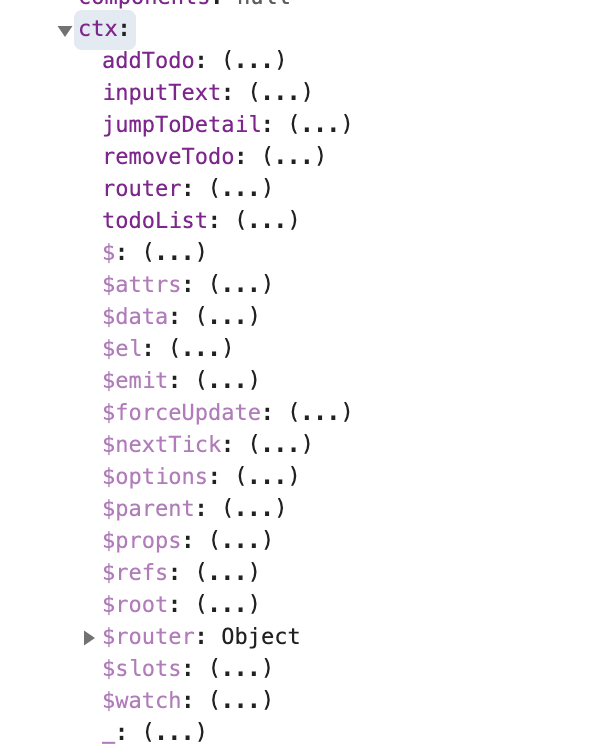 components: null
ctx:
addTodo: (...)
inputText: (...)
jumpToDetail: (...)
removeTodo: (...)
router: (...)
todoList: (...)
$: (...)
$attrs: (...)
$data: (...)
$el: (...)
$emit: (...)
$forceUpdate: (...)
$nextTick: (...)
$options: (...)
$parent: (...)
$props: (...)
$refs: (...)
$root: (...)
$router: Object
$slots: (...)
$watch: (...)
_: (...)